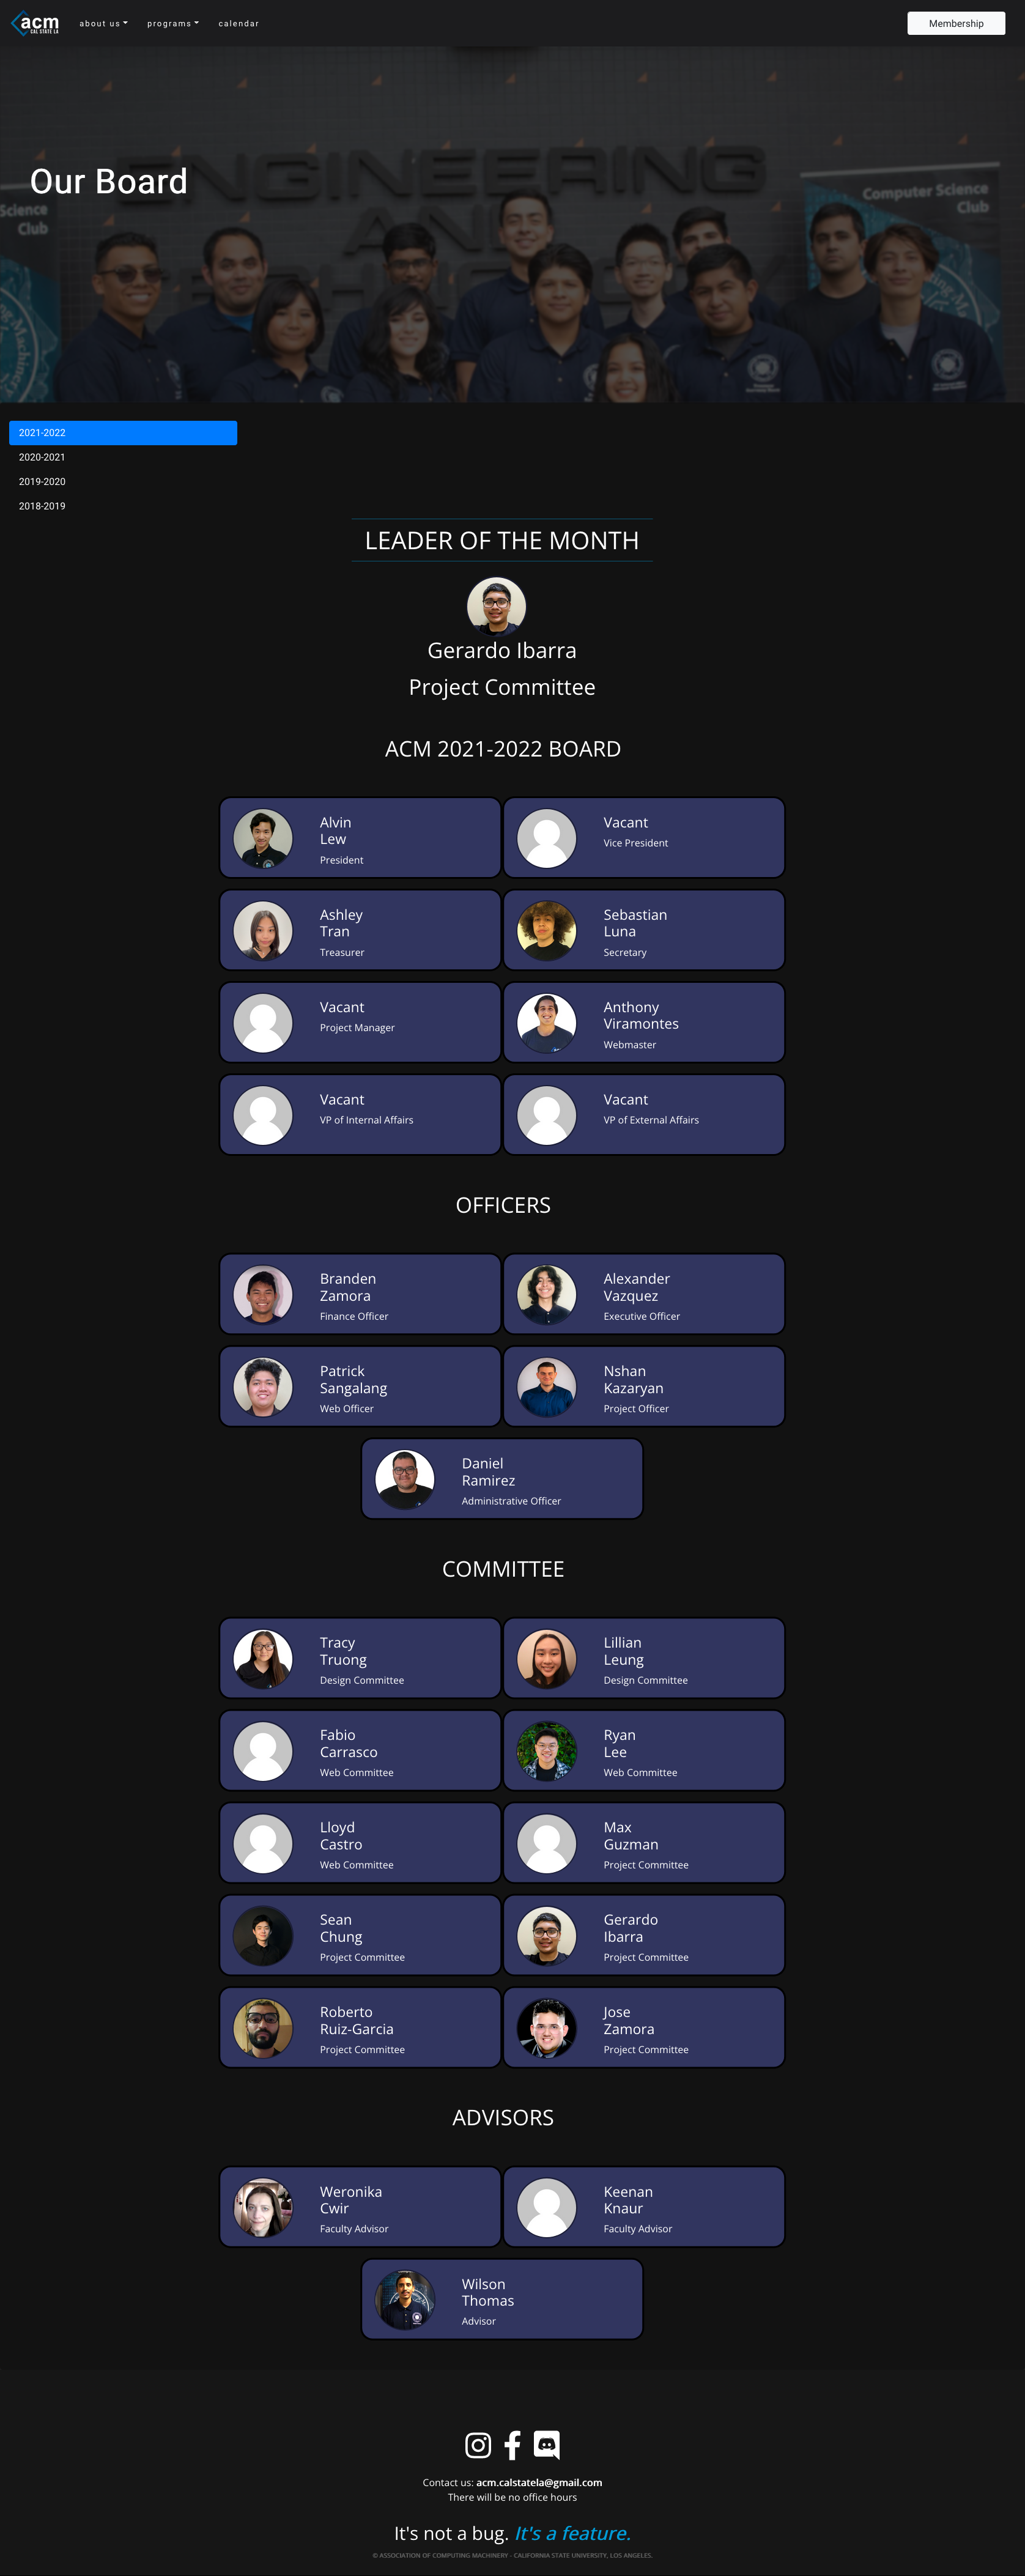 acm
CAL STATE LA
about us
programs
calendar
Membership
ENGINEERING
AND
Science
Club
Computer Science
Club
Our Board
2021-2022
2020-2021
2019-2020
2018-2019
LEADER OF THE MONTH
Gerardo Ibarra
Project Committee
ACM 2021-2022 BOARD
Alvin
Lew
President
Vacant
Vice President
Ashley
Tran
Treasurer
Sebastian
Luna
Secretary
Vacant
Project Manager
Anthony
Viramontes
Webmaster
Vacant
VP of Internal Affairs
Vacant
VP of External Affairs
OFFICERS
Branden
Zamora
Finance Officer
Alexander
Vazquez
Executive Officer
Patrick
Sangalang
Web Officer
Nshan
Kazaryan
Project Officer
Daniel
Ramirez
Administrative Officer
COMMITTEE
Tracy
Truong
Design Committee
Lillian
Leung
Design Committee
Fabio
Carrasco
Web Committee
Ryan
Lee
Web Committee
Lloyd
Castro
Web Committee
Max
Guzman
Project Committee
Sean
Chung
Project Committee
Gerardo
Ibarra
Project Committee
Roberto
Ruiz-Garcia
Project Committee
Jose
Zamora
Project Committee
ADVISORS
Weronika
Cwir
Faculty Advisor
Keenan
Knaur
Faculty Advisor
Wilson
Thomas
Advisor
Contact us: acm.calstatela@gmail.com
There will be no office hours
It's not a bug. It's a feature.
© ASSOCIATION OF COMPUTING MACHINERY - CALIFORNIA STATE UNIVERSITY, LOS ANGELES.